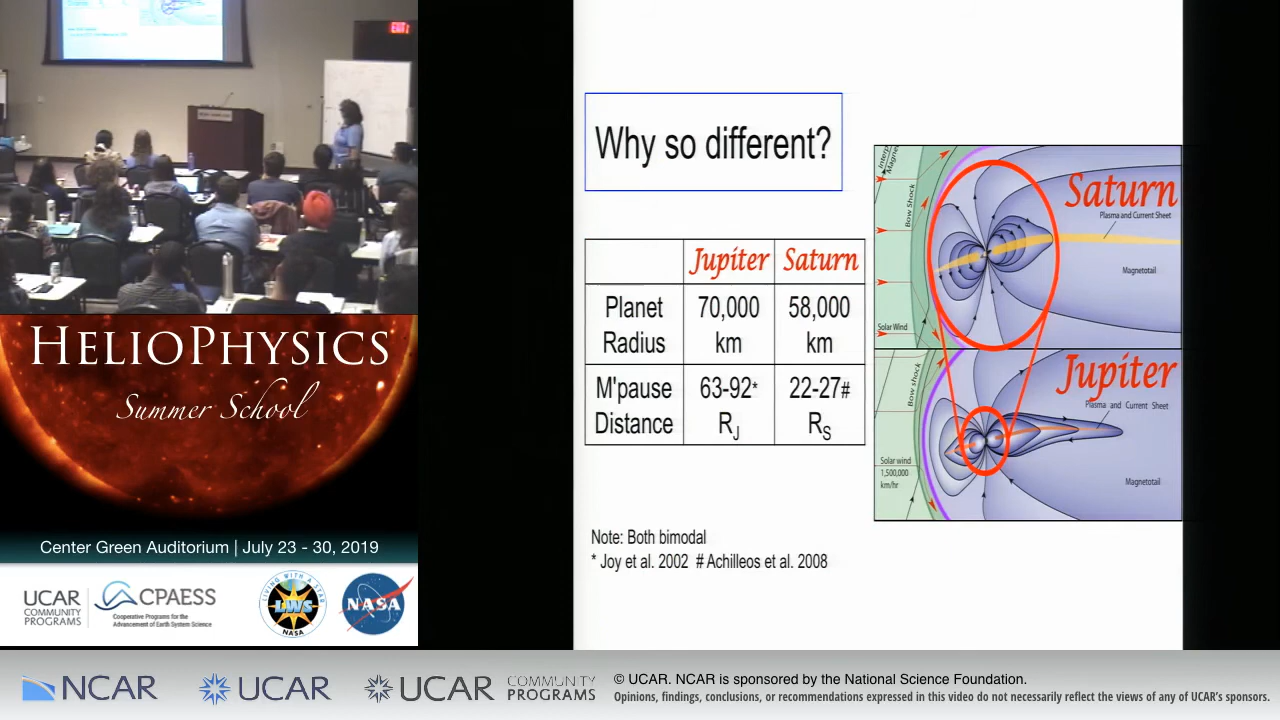 EXIT
HELIOPHYSICS
Summer School
Center Green Auditorium | July 23 - 30, 2019
UCAR
COMMUNITY
PROGRAMS
CPAESS
Cooperative Programs for the
Advancement of Earth System Science
LIVING WITH A STAR
LWS
NASA
NASA
Why so different?
Jupiter Saturn
Planet Radius 70,000 km 58,000 km
M'pause Distance 63-92* RJ 22-27# RS
Note: Both bimodal
* Joy et al. 2002 # Achilleos et al. 2008
Saturn
Plasma and Current Sheet
Bow Shock
Magnetotail
Solar Wind
Jupiter
Bow shock
Plasma and Current Sheet
Solar wind
1,500,000
km/hr
Magnetotail
NCAR
UCAR
UCAR
COMMUNITY
PROGRAMS
© UCAR. NCAR is sponsored by the National Science Foundation.
Opinions, findings, conclusions, or recommendations expressed in this video do not necessarily reflect the views of any of UCAR's sponsors.